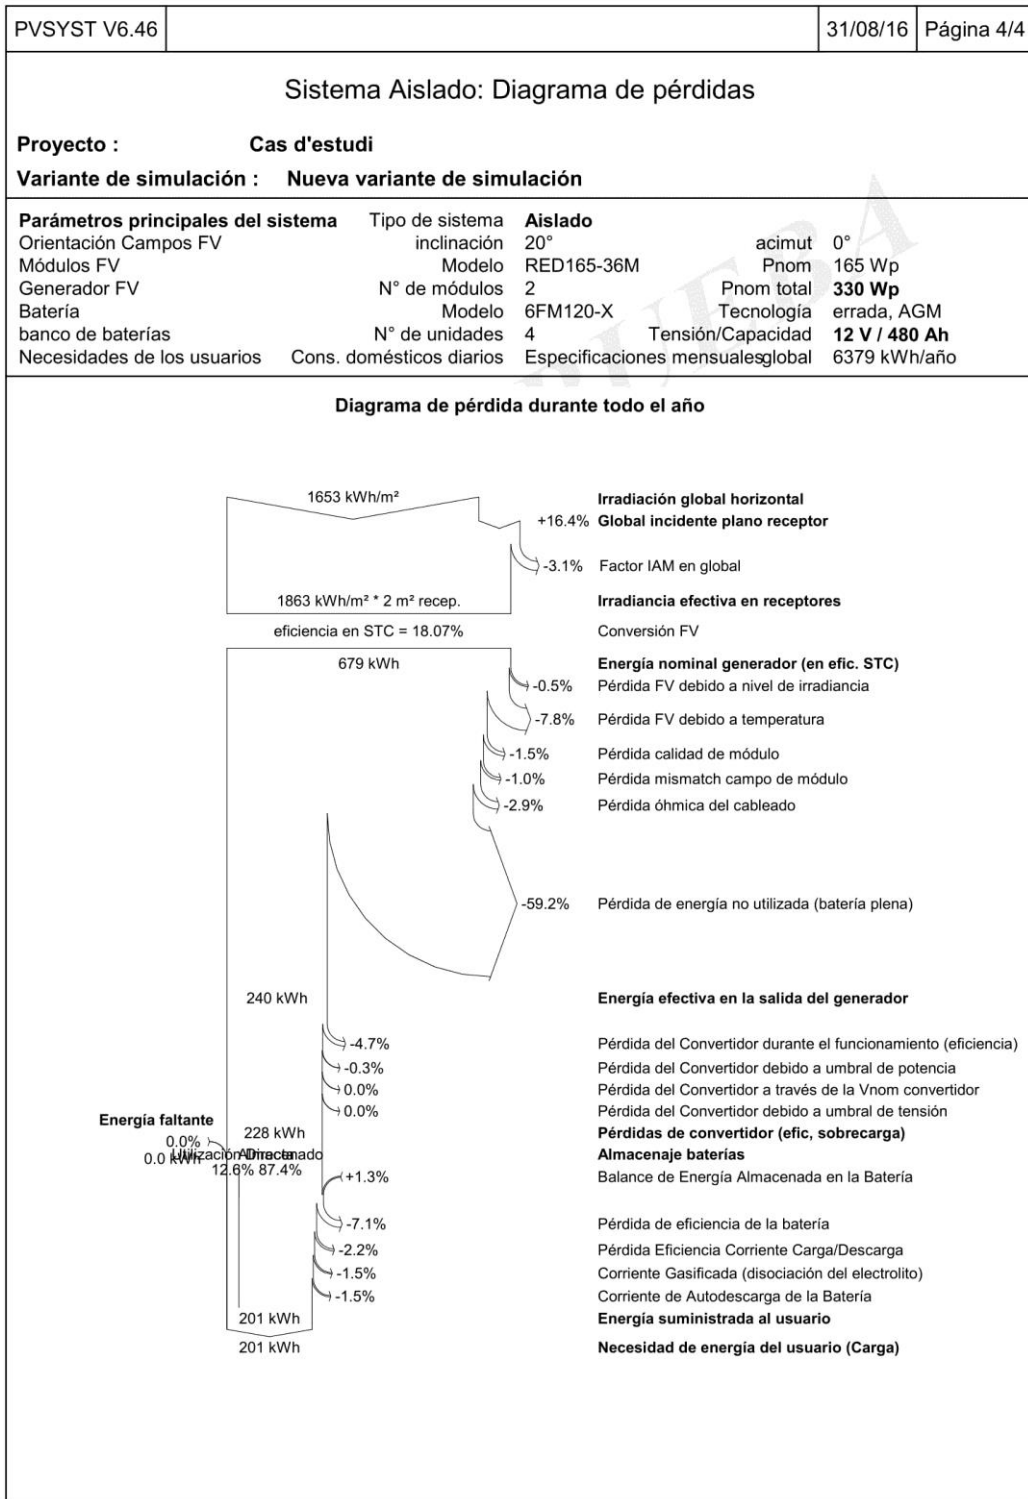 PVSYST V6.46 31/08/16 Página 4/4
Sistema Aislado: Diagrama de pérdidas
Proyecto : Cas d'estudi
Variante de simulación : Nueva variante de simulación
Parámetros principales del sistema Tipo de sistema Aislado
Orientación Campos FV inclinación 20° acimut 0°
Módulos FV Modelo RED165-36M Pnom 165 Wp
Generador FV N° de módulos 2 Pnom total 330 Wp
Batería Modelo 6FM120-X Tecnología errada, AGM
banco de baterías N° de unidades 4 Tensión/Capacidad 12 V / 480 Ah
Necesidades de los usuarios Cons. domésticos diarios Especificaciones mensuales global 6379 kWh/año
Diagrama de pérdida durante todo el año
1653 kWh/m² Irradiación global horizontal
+16.4% Global incidente plano receptor
-3.1% Factor IAM en global
1863 kWh/m² * 2 m² recep. Irradiancia efectiva en receptores
eficiencia en STC = 18.07% Conversión FV
679 kWh Energía nominal generador (en efic. STC)
-0.5% Pérdida FV debido a nivel de irradiancia
-7.8% Pérdida FV debido a temperatura
-1.5% Pérdida calidad de módulo
-1.0% Pérdida mismatch campo de módulo
-2.9% Pérdida óhmica del cableado
-59.2% Pérdida de energía no utilizada (batería plena)
240 kWh Energía efectiva en la salida del generador
-4.7% Pérdida del Convertidor durante el funcionamiento (eficiencia)
-0.3% Pérdida del Convertidor debido a umbral de potencia
0.0% Pérdida del Convertidor a través de la Vnom convertidor
0.0% Pérdida del Convertidor debido a umbral de tensión
Energía faltante
228 kWh Pérdidas de convertidor (efic, sobrecarga)
0.0%
0.0 kWh Utilización Directa Almacenado Almacenaje baterías
12.6% 87.4%
+1.3% Balance de Energía Almacenada en la Batería
-7.1% Pérdida de eficiencia de la batería
-2.2% Pérdida Eficiencia Corriente Carga/Descarga
-1.5% Corriente Gasificada (disociación del electrolito)
-1.5% Corriente de Autodescarga de la Batería
201 kWh Energía suministrada al usuario
201 kWh Necesidad de energía del usuario (Carga)